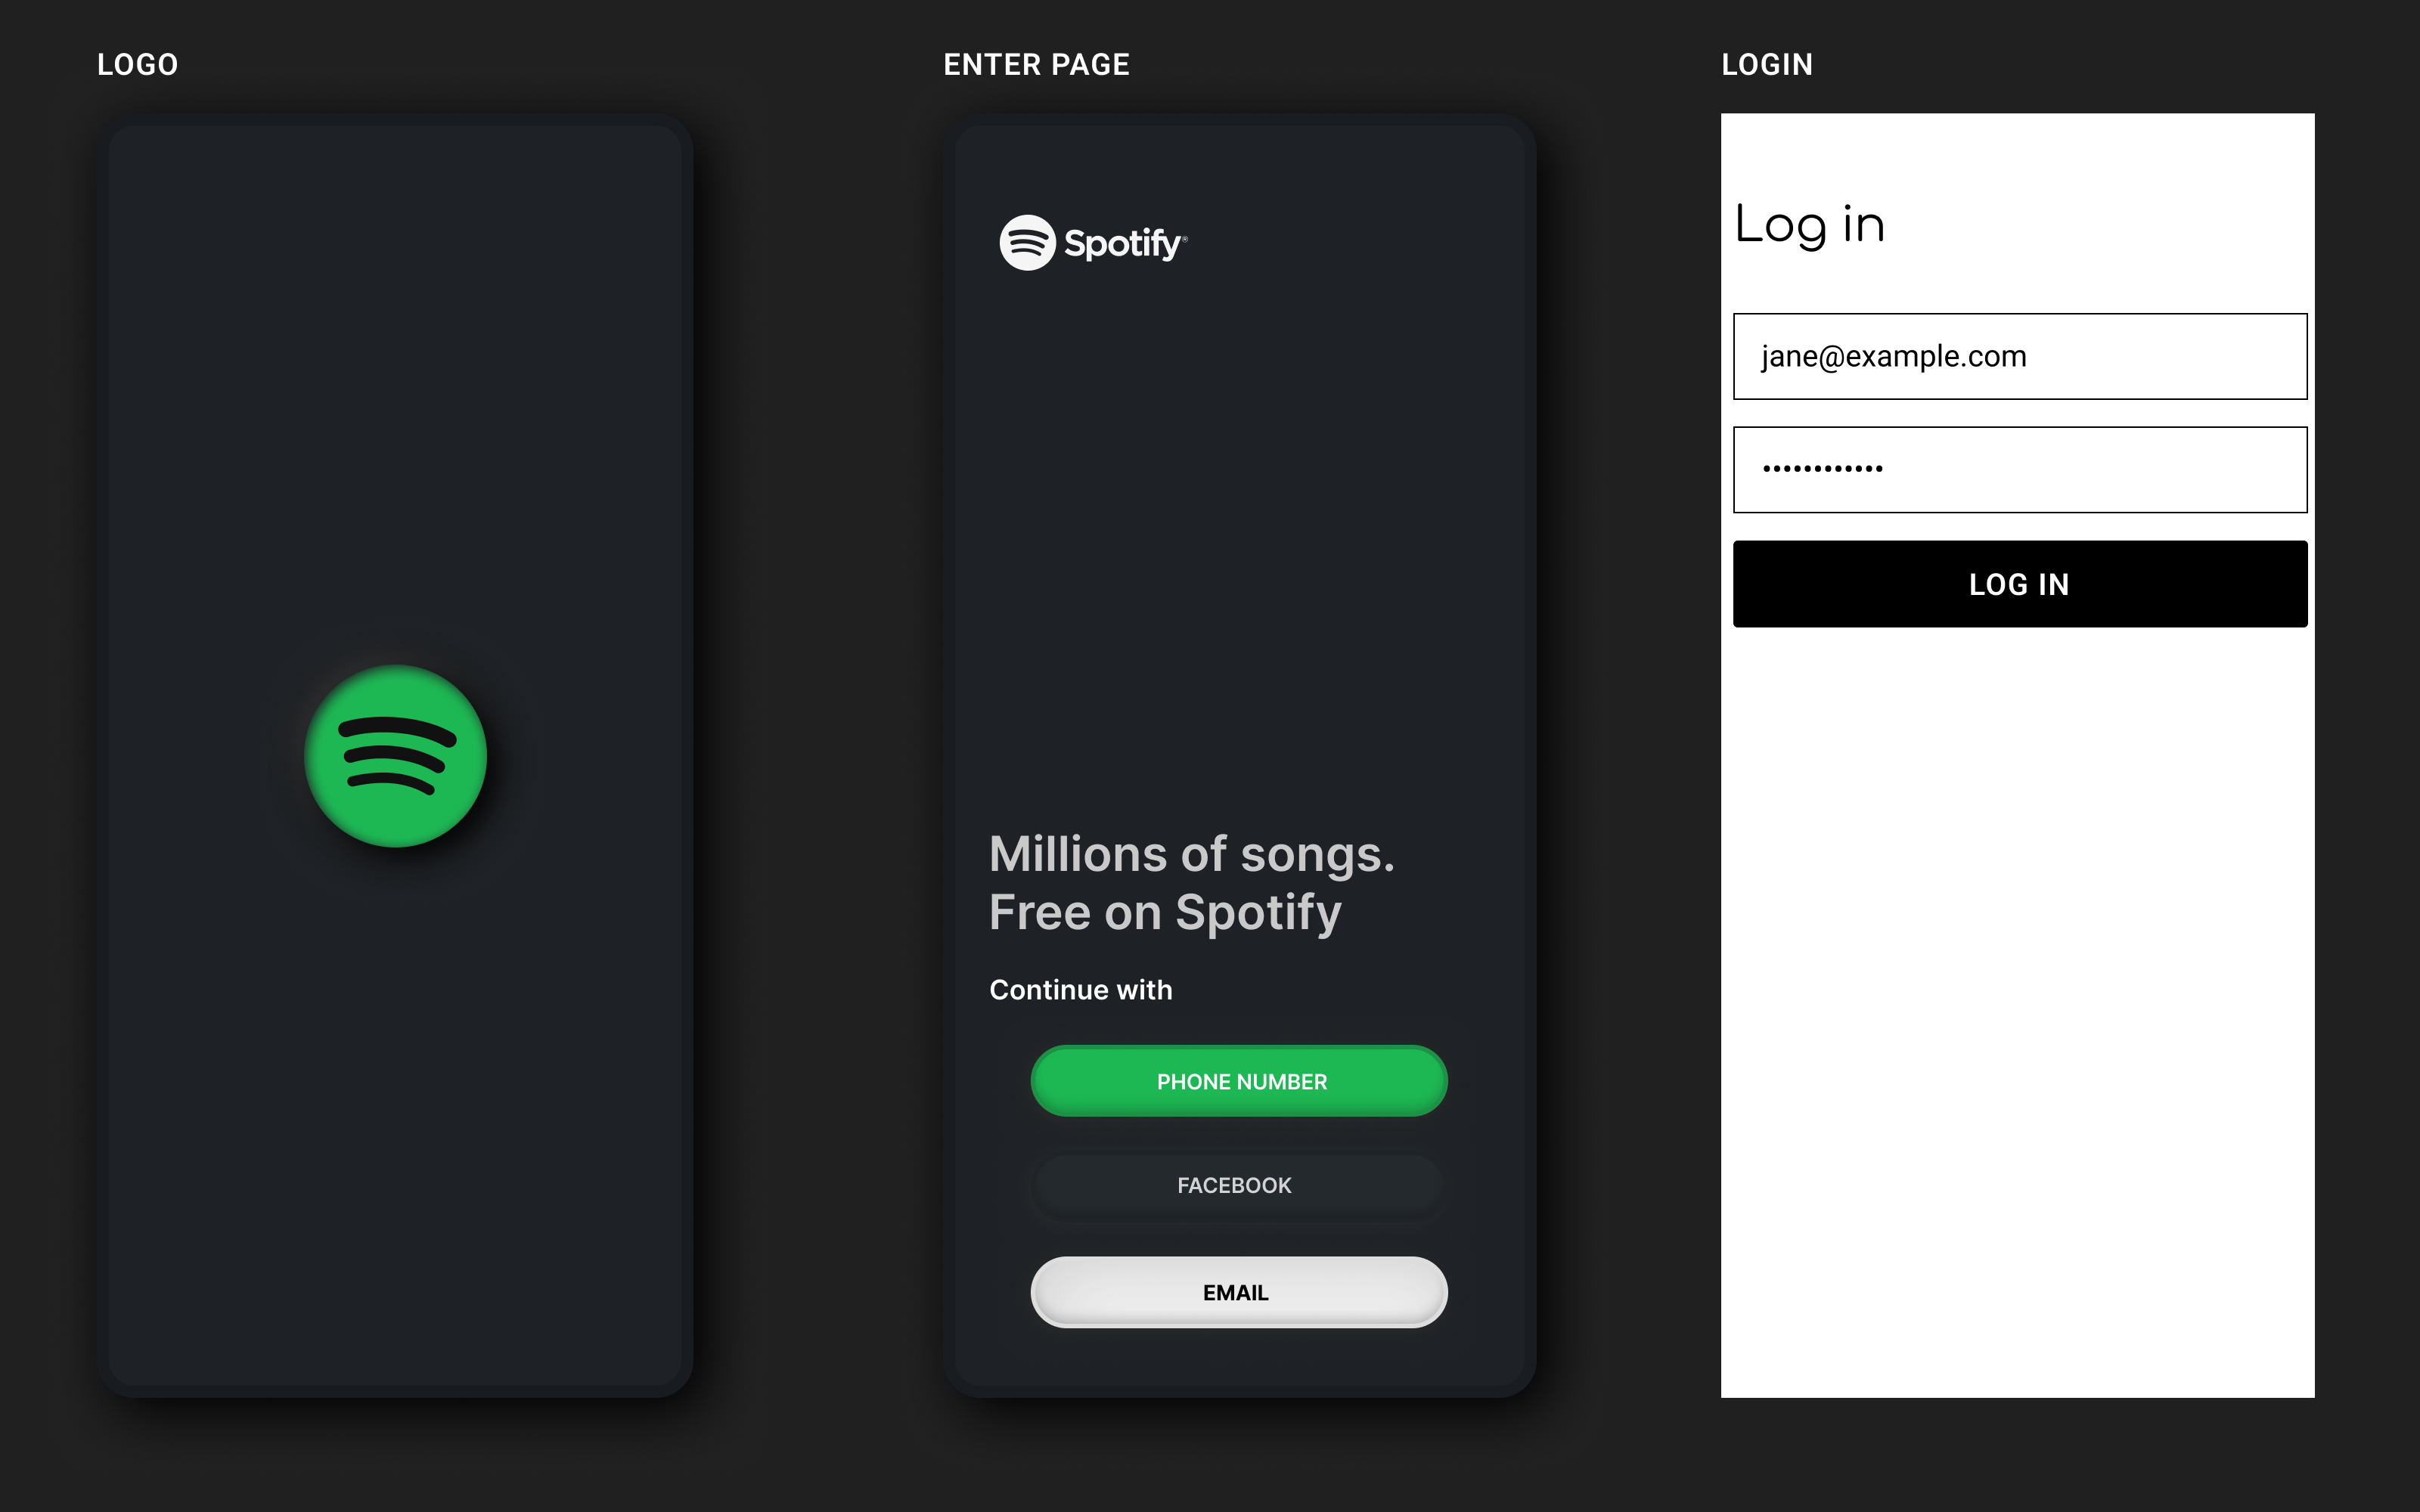 LOGO
ENTER PAGE
Spotify®
Millions of songs.
Free on Spotify
Continue with
PHONE NUMBER
FACEBOOK
EMAIL
LOGIN
Log in
jane@example.com
••••••••••••
LOG IN